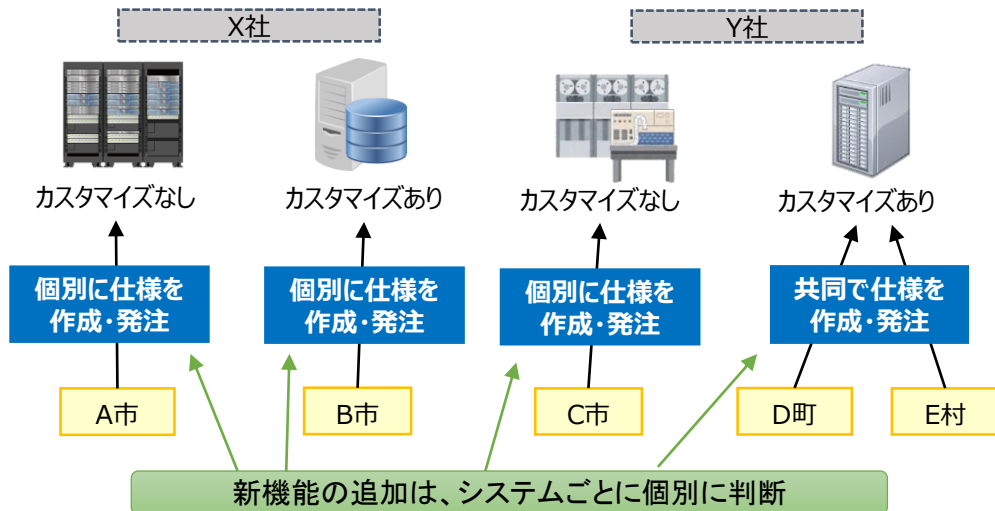 X社
Y社
カスタマイズなし
カスタマイズあり
カスタマイズなし
カスタマイズあり
個別に仕様を
作成・発注
個別に仕様を
作成・発注
個別に仕様を
作成・発注
共同で仕様を
作成・発注
A市
B市
C市
D町
E村
新機能の追加は、システムごとに個別に判断